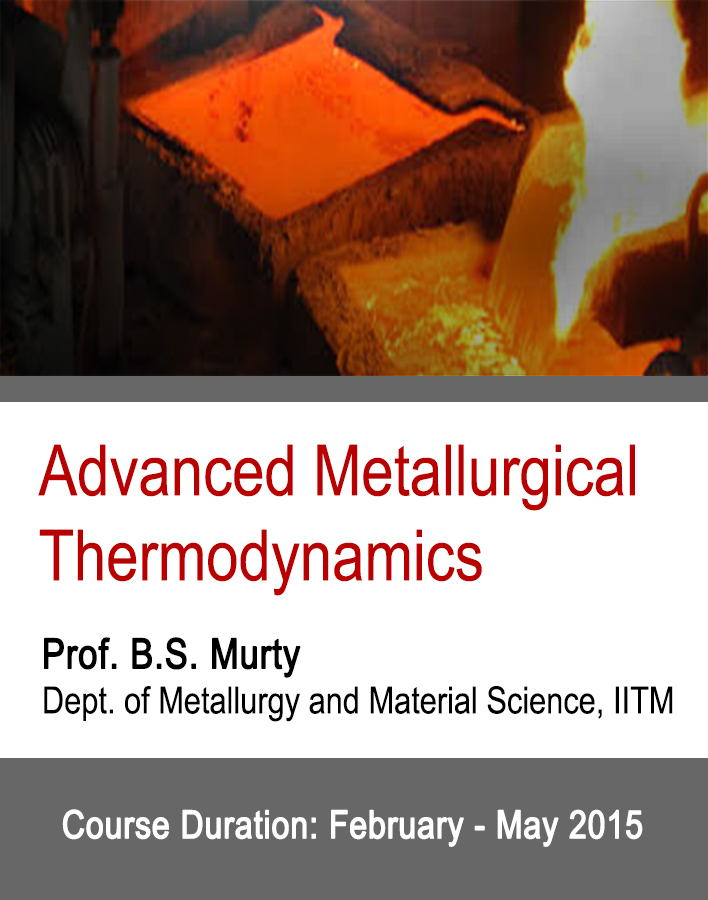 Advanced Metallurgical
Thermodynamics
Prof. B.S. Murty
Dept. of Metallurgy and Material Science, IITM
Course Duration: February - May 2015